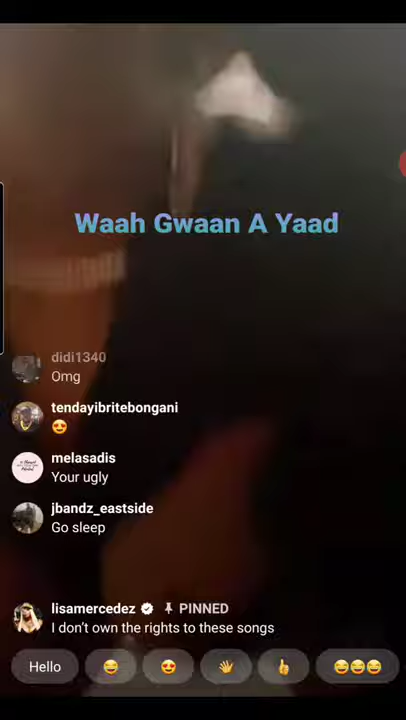 Waah Gwaan A Yaad
didi1340
Omg
tendayibritebongani
😍
melasadis
Your ugly
jbandz_eastside
Go sleep
lisamercedez PINNED
I don't own the rights to these songs
Hello 😂 😍 👋 👍 😂😂😂